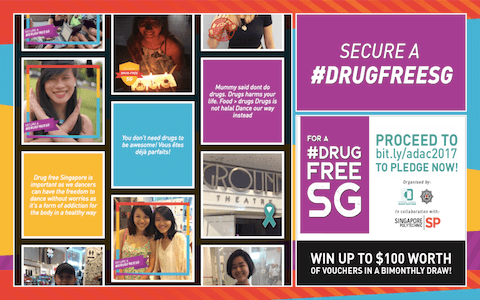 SECURE A
#DRUGFREESG
Mummy said dont do
drugs. Drugs harms your
life. Food > drugs Drugs is
not halal Dance our way
instead
You don't need drugs to
be awesome! Vous êtes
déjà parfaits!
Drug free Singapore is
important as we dancers
can have the freedom to
dance without worries as
it's a form of addiction for
the body in a healthy way
GROUND
THEATRE
FOR A
#DRUG
FREE
SG
PROCEED TO
bit.ly/adac2017
TO PLEDGE NOW!
Organised by:
In collaboration with:
SINGAPORE
POLYTECHNIC
SP
WIN UP TO $100 WORTH
OF VOUCHERS IN A BIMONTHLY DRAW!